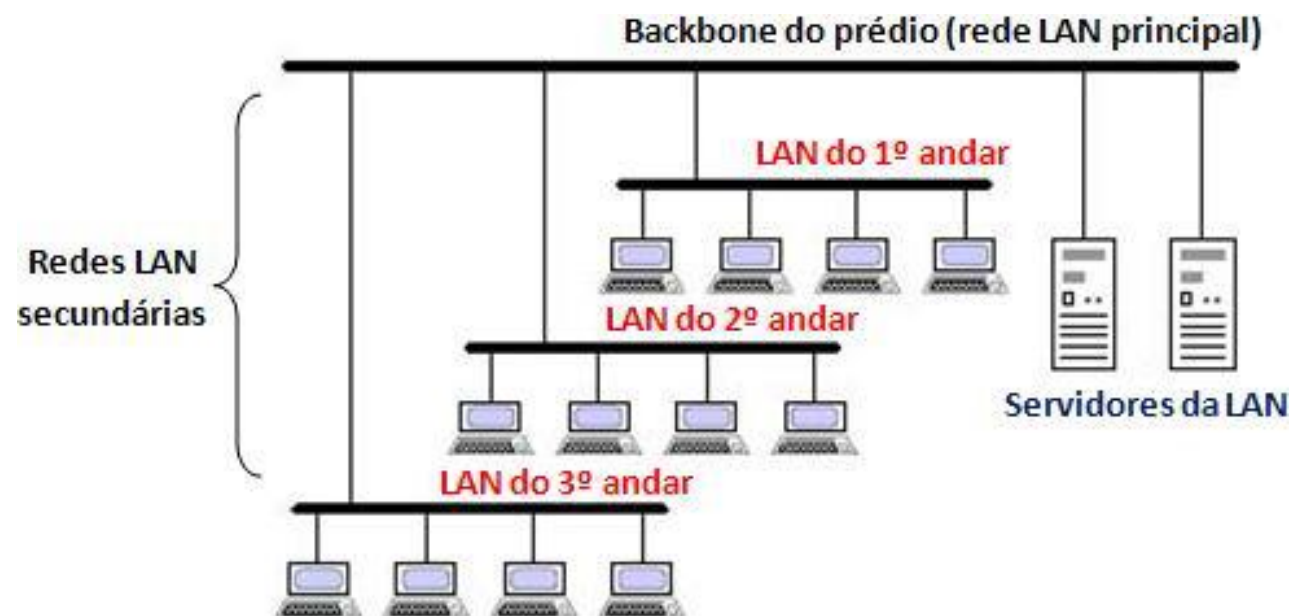 Backbone do prédio (rede LAN principal)
LAN do 1º andar
Redes LAN
secundárias
LAN do 2º andar
Servidores da LAN
LAN do 3º andar